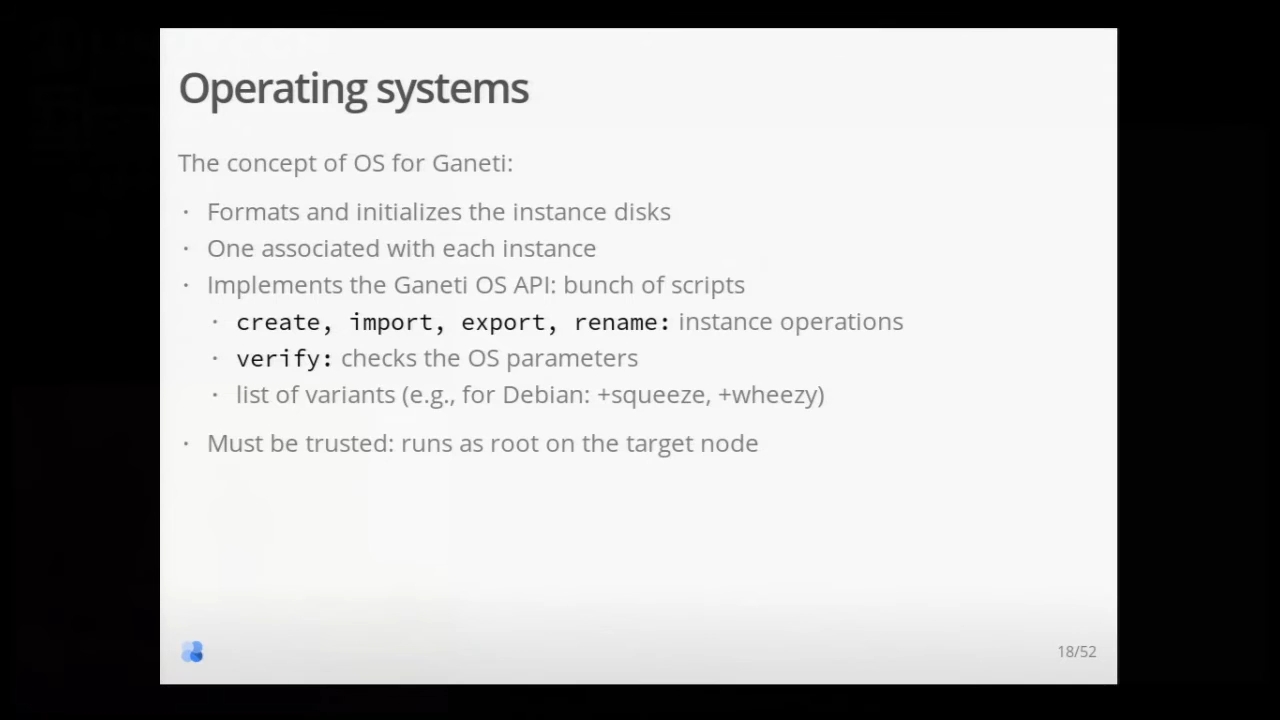 Operating systems
The concept of OS for Ganeti:
· Formats and initializes the instance disks
· One associated with each instance
· Implements the Ganeti OS API: bunch of scripts
· create, import, export, rename: instance operations
· verify: checks the OS parameters
· list of variants (e.g., for Debian: +squeeze, +wheezy)
· Must be trusted: runs as root on the target node
18/52